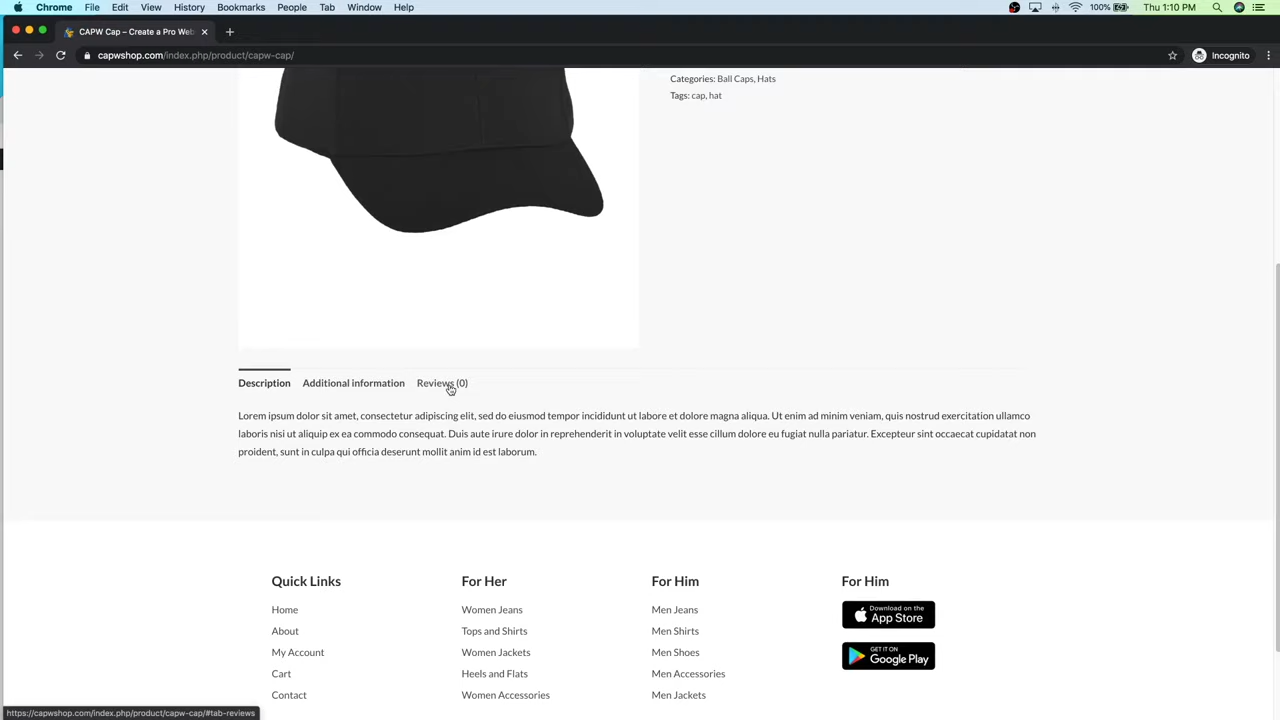 Chrome File Edit View History Bookmarks People Tab Window Help 100% Thu 1:10 PM
CAPW Cap – Create a Pro Web
capwshop.com/index.php/product/capw-cap/ Incognito
Categories: Ball Caps, Hats
Tags: cap, hat
Description Additional information Reviews (0)
Lorem ipsum dolor sit amet, consectetur adipiscing elit, sed do eiusmod tempor incididunt ut labore et dolore magna aliqua. Ut enim ad minim veniam, quis nostrud exercitation ullamco
laboris nisi ut aliquip ex ea commodo consequat. Duis aute irure dolor in reprehenderit in voluptate velit esse cillum dolore eu fugiat nulla pariatur. Excepteur sint occaecat cupidatat non
proident, sunt in culpa qui officia deserunt mollit anim id est laborum.
Quick Links
Home
About
My Account
Cart
Contact
For Her
Women Jeans
Tops and Shirts
Women Jackets
Heels and Flats
Women Accessories
For Him
Men Jeans
Men Shirts
Men Shoes
Men Accessories
Men Jackets
For Him
Download on the
App Store
GET IT ON
Google Play
https://capwshop.com/index.php/product/capw-cap/#tab-reviews